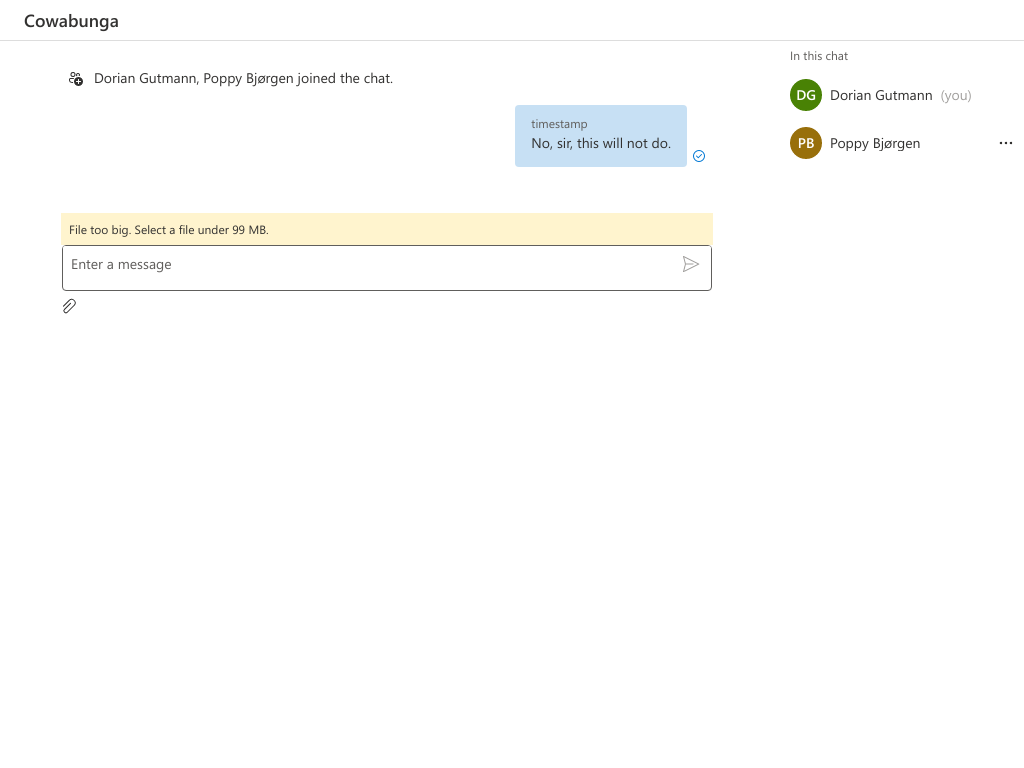 Cowabunga
Dorian Gutmann, Poppy Bjørgen joined the chat.
timestamp
No, sir, this will not do.
File too big. Select a file under 99 MB.
Enter a message
In this chat
DG Dorian Gutmann (you)
PB Poppy Bjørgen